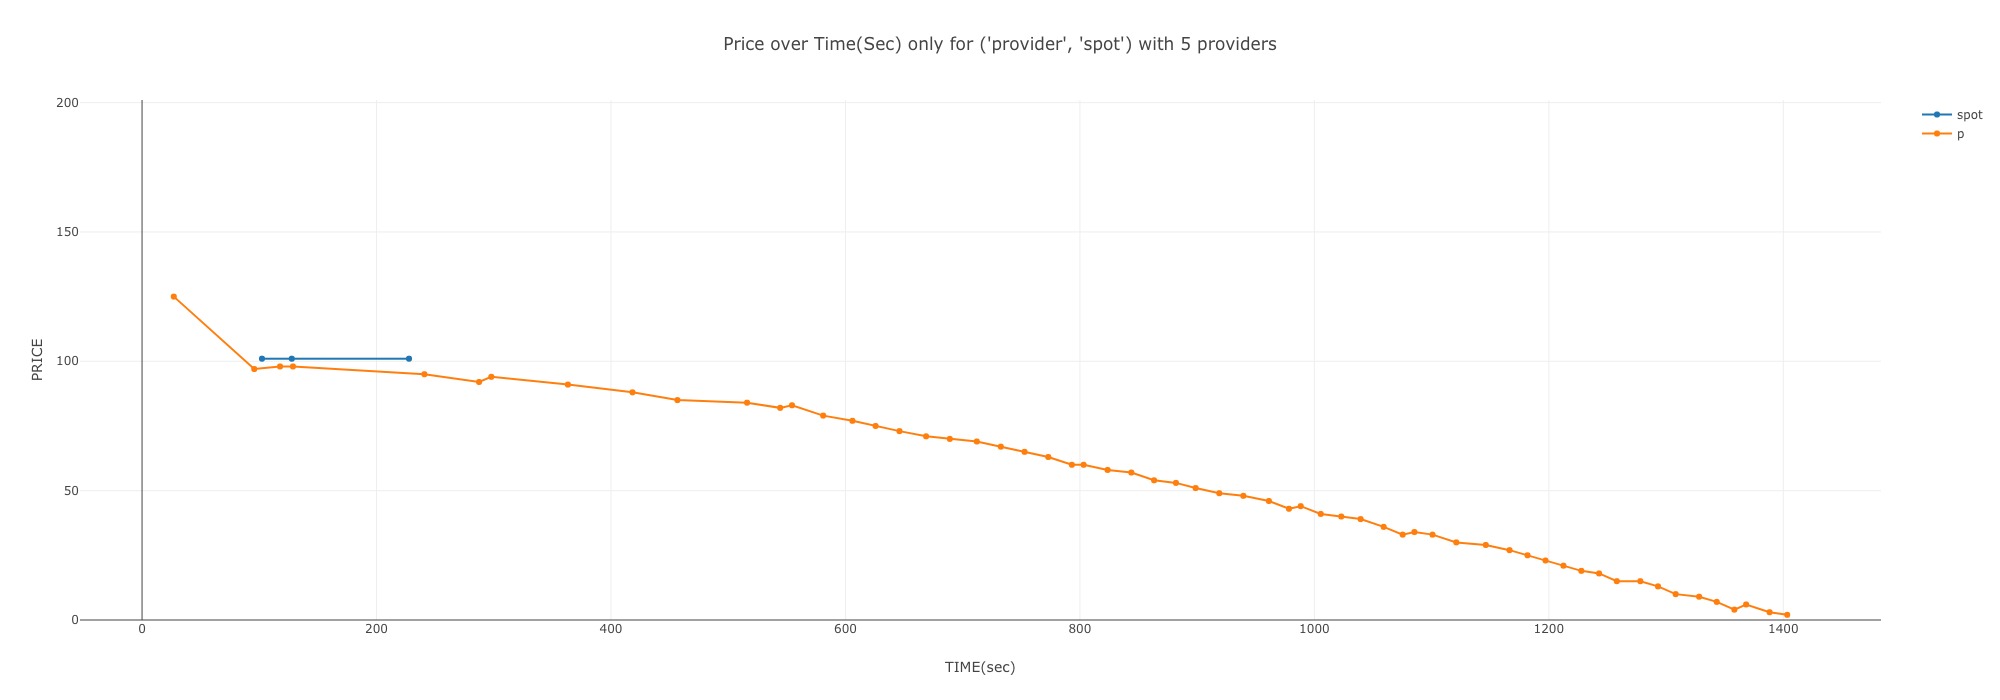 Price over Time(Sec) only for ('provider', 'spot') with 5 providers
200
150
100
50
0
PRICE
spot
p
0 200 400 600 800 1000 1200 1400
TIME(sec)